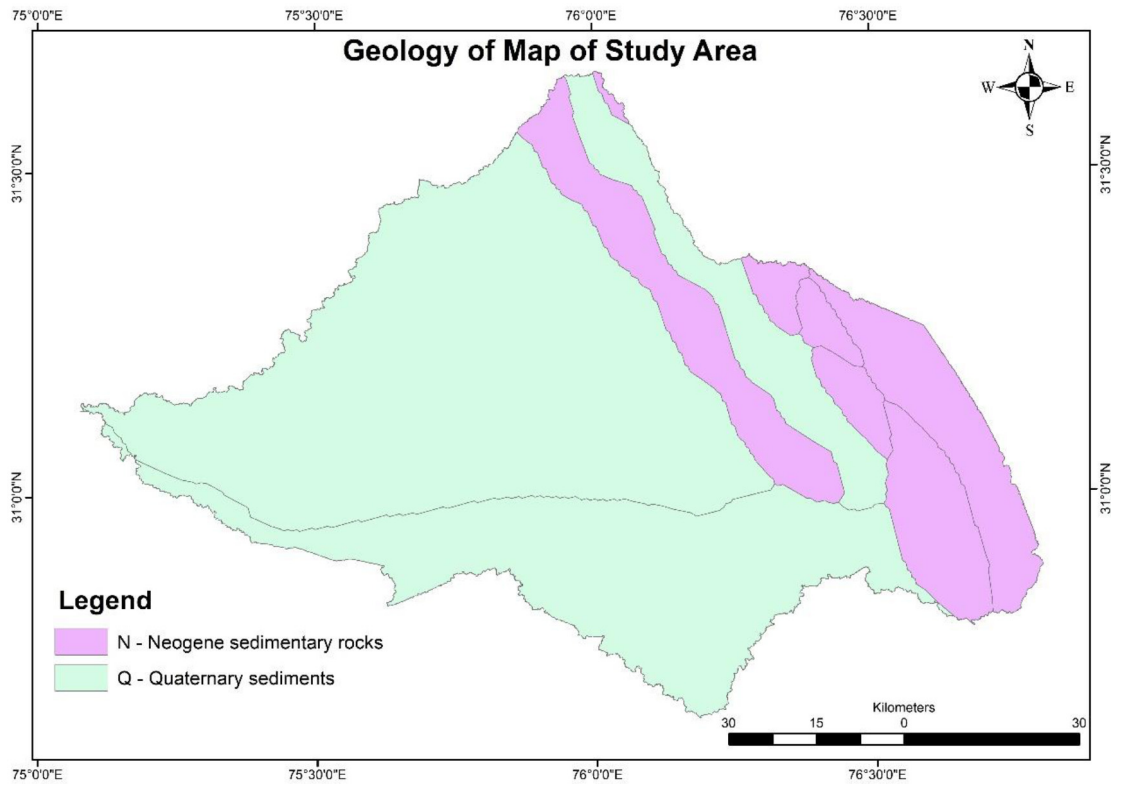 75°0'0"E 75°30'0"E 76°0'0"E 76°30'0"E
Geology of Map of Study Area
N
W E
S
31°30'0"N 31°30'0"N
31°0'0"N 31°0'0"N
Legend
N - Neogene sedimentary rocks
Q - Quaternary sediments
Kilometers
30 15 0 30
75°0'0"E 75°30'0"E 76°0'0"E 76°30'0"E